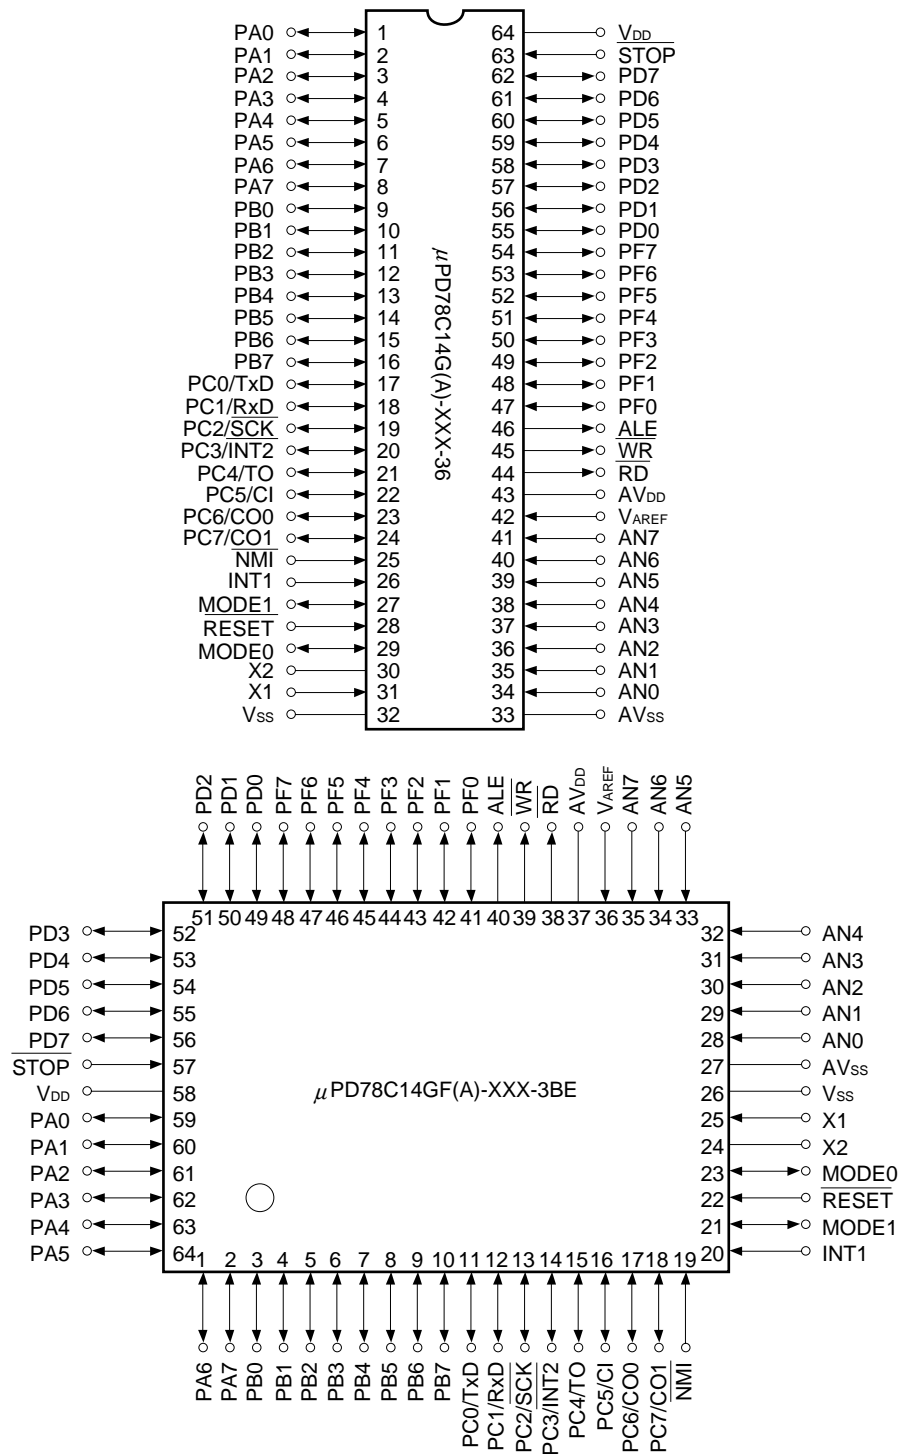 PA0 1 64 VDD
PA1 2 63 STOP
PA2 3 62 PD7
PA3 4 61 PD6
PA4 5 60 PD5
PA5 6 59 PD4
PA6 7 58 PD3
PA7 8 57 PD2
PB0 9 56 PD1
PB1 10 55 PD0
PB2 11 54 PF7
PB3 12 53 PF6
PB4 13 52 PF5
PB5 14 51 PF4
PB6 15 50 PF3
PB7 16 49 PF2
PC0/TxD 17 48 PF1
PC1/RxD 18 47 PF0
PC2/SCK 19 46 ALE
PC3/INT2 20 45 WR
PC4/TO 21 44 RD
PC5/CI 22 43 AVDD
PC6/CO0 23 42 VAREF
PC7/CO1 24 41 AN7
NMI 25 40 AN6
INT1 26 39 AN5
MODE1 27 38 AN4
RESET 28 37 AN3
MODE0 29 36 AN2
X2 30 35 AN1
X1 31 34 AN0
VSS 32 33 AVSS
μPD78C14G(A)-XXX-36
PD2 PD1 PD0 PF7 PF6 PF5 PF4 PF3 PF2 PF1 PF0 ALE WR RD AVDD VAREF AN7 AN6 AN5
51 50 49 48 47 46 45 44 43 42 41 40 39 38 37 36 35 34 33
PD3 52 32 AN4
PD4 53 31 AN3
PD5 54 30 AN2
PD6 55 29 AN1
PD7 56 28 AN0
STOP 57 27 AVSS
VDD 58 26 VSS
μPD78C14GF(A)-XXX-3BE
PA0 59 25 X1
PA1 60 24 X2
PA2 61 23 MODE0
PA3 62 22 RESET
PA4 63 21 MODE1
PA5 64 20 INT1
1 2 3 4 5 6 7 8 9 10 11 12 13 14 15 16 17 18 19
PA6 PA7 PB0 PB1 PB2 PB3 PB4 PB5 PB6 PB7 PC0/TxD PC1/RxD PC2/SCK PC3/INT2 PC4/TO PC5/CI PC6/CO0 PC7/CO1 NMI